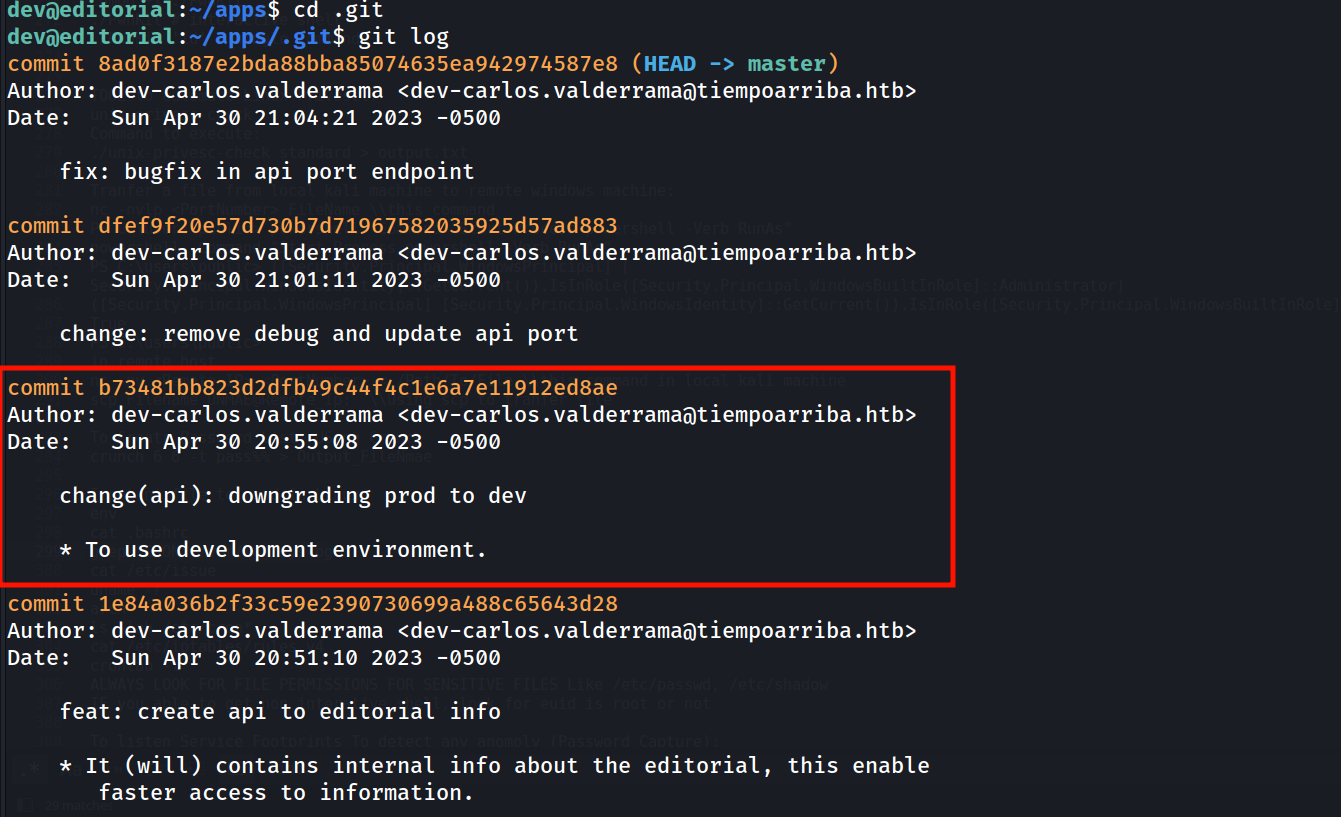 dev@editorial:~/apps$ cd .git
dev@editorial:~/apps/.git$ git log
commit 8ad0f3187e2bda88bba85074635ea942974587e8 (HEAD -> master)
Author: dev-carlos.valderrama <dev-carlos.valderrama@tiempoarriba.htb>
Date:   Sun Apr 30 21:04:21 2023 -0500

    fix: bugfix in api port endpoint

commit dfef9f20e57d730b7d71967582035925d57ad883
Author: dev-carlos.valderrama <dev-carlos.valderrama@tiempoarriba.htb>
Date:   Sun Apr 30 21:01:11 2023 -0500

    change: remove debug and update api port

commit b73481bb823d2dfb49c44f4c1e6a7e11912ed8ae
Author: dev-carlos.valderrama <dev-carlos.valderrama@tiempoarriba.htb>
Date:   Sun Apr 30 20:55:08 2023 -0500

    change(api): downgrading prod to dev

    * To use development environment.

commit 1e84a036b2f33c59e2390730699a488c65643d28
Author: dev-carlos.valderrama <dev-carlos.valderrama@tiempoarriba.htb>
Date:   Sun Apr 30 20:51:10 2023 -0500

    feat: create api to editorial info

    * It (will) contains internal info about the editorial, this enable
       faster access to information.